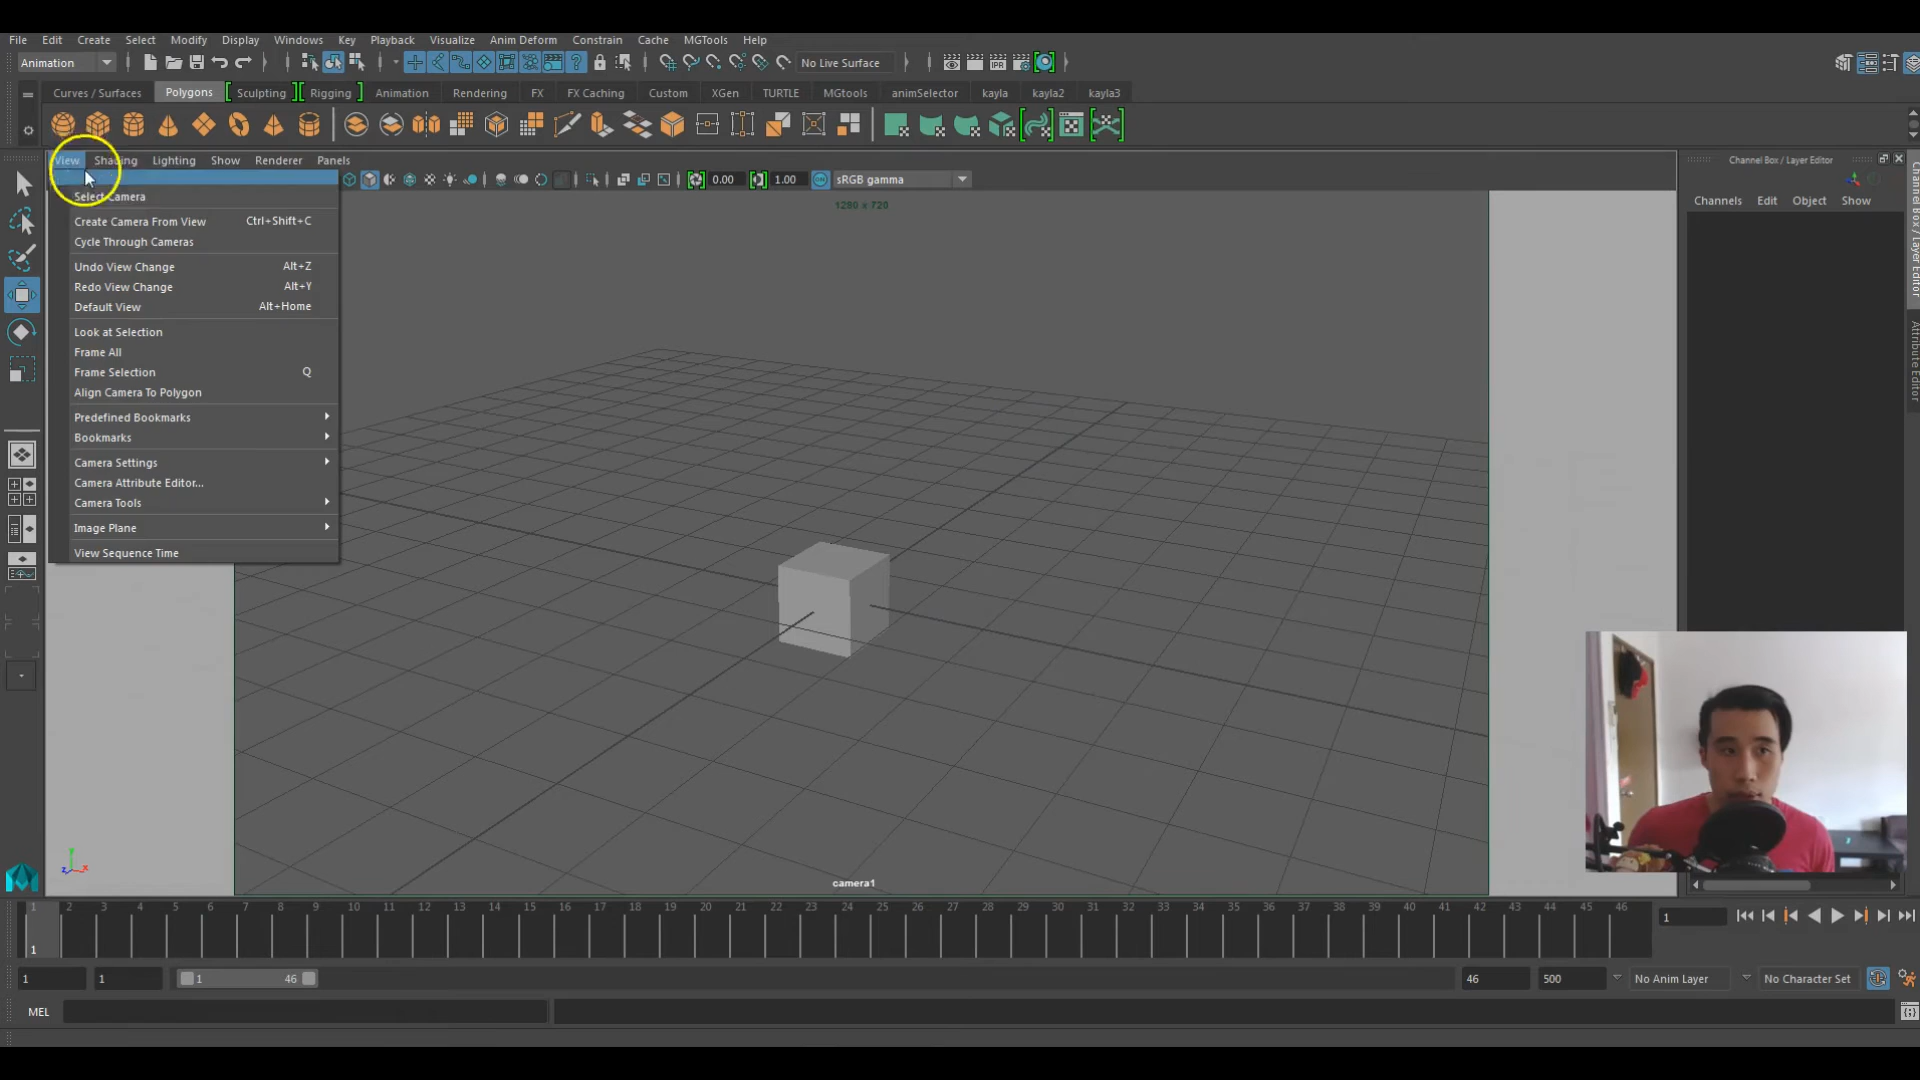 File Edit Create Select Modify Display Windows Key Playback Visualize Anim Deform Constrain Cache MGTools Help
Animation No Live Surface
Curves / Surfaces Polygons Sculpting Rigging Animation Rendering FX FX Caching Custom XGen TURTLE MGtools animSelector kayla kayla2 kayla3
View Shading Lighting Show Renderer Panels
Channel Box / Layer Editor
0.00 1.00 sRGB gamma
Select Camera
Channels Edit Object Show
1280 x 720
Create Camera From View Ctrl+Shift+C
Cycle Through Cameras
Undo View Change Alt+Z
Redo View Change Alt+Y
Default View Alt+Home
Look at Selection
Frame All
Frame Selection Q
Align Camera To Polygon
Predefined Bookmarks
Bookmarks
Camera Settings
Camera Attribute Editor...
Camera Tools
Image Plane
View Sequence Time
Channel Box / Layer Editor
Attribute Editor
camera1
1 2 3 4 5 6 7 8 9 10 11 12 13 14 15 16 17 18 19 20 21 22 23 24 25 26 27 28 29 30 31 32 33 34 35 36 37 38 39 40 41 42 43 44 45 46
1
1
1 1 1 46 46 500 No Anim Layer No Character Set
MEL